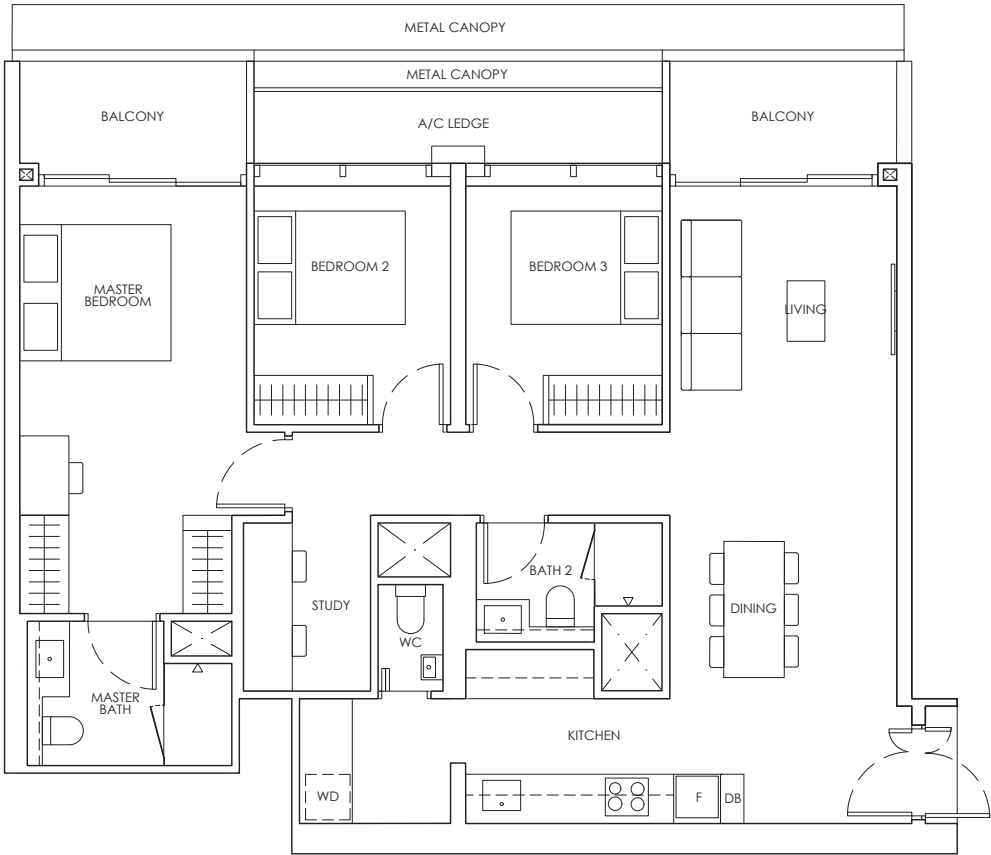 METAL CANOPY
METAL CANOPY
BALCONY
A/C LEDGE
BALCONY
MASTER
BEDROOM
BEDROOM 2
BEDROOM 3
LIVING
BATH 2
STUDY
WC
DINING
MASTER
BATH
KITCHEN
WD
F
DB